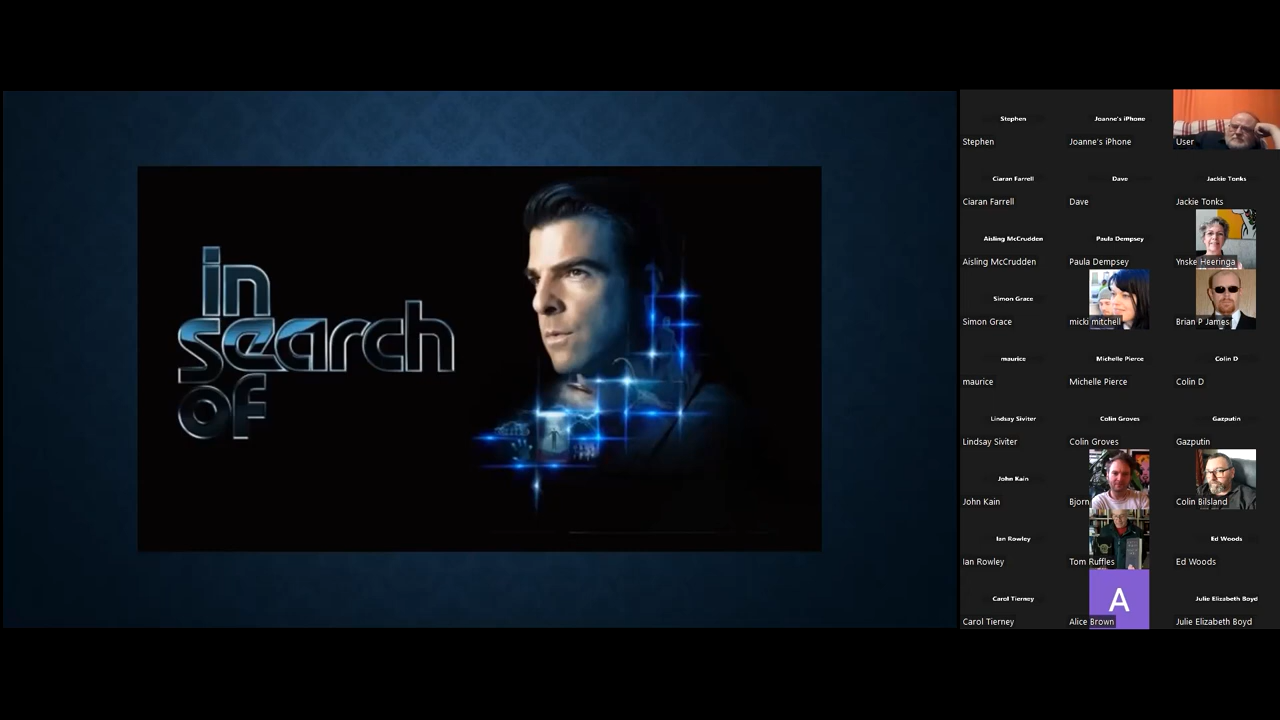 in
search
of
Stephen
Stephen
Joanne's iPhone
Joanne's iPhone
User
Ciaran Farrell
Ciaran Farrell
Dave
Dave
Jackie Tonks
Jackie Tonks
Aisling McCrudden
Aisling McCrudden
Paula Dempsey
Paula Dempsey
Ynske Heeringa
Simon Grace
Simon Grace
micki mitchell
Brian P James
maurice
maurice
Michelle Pierce
Michelle Pierce
Colin D
Colin D
Lindsay Siviter
Lindsay Siviter
Colin Groves
Colin Groves
Gazputin
Gazputin
John Kain
John Kain
Bjorn
Colin Bilsland
Ian Rowley
Ian Rowley
Tom Ruffles
Ed Woods
Ed Woods
Carol Tierney
Carol Tierney
A
Alice Brown
Julie Elizabeth Boyd
Julie Elizabeth Boyd